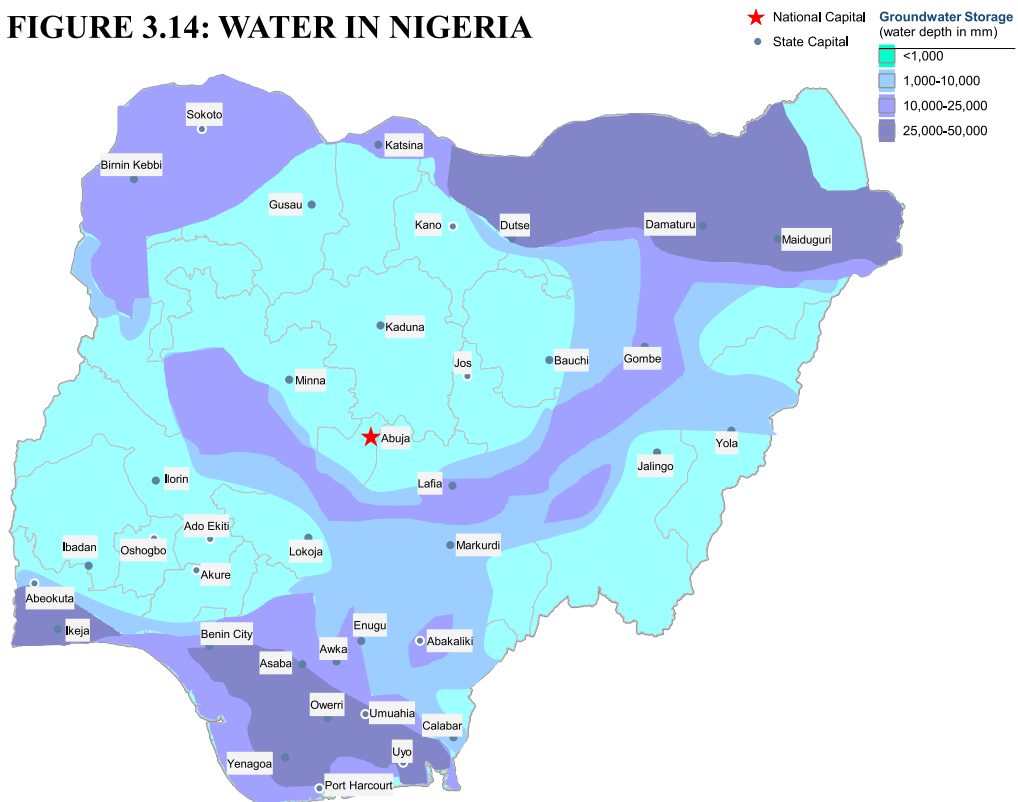 FIGURE 3.14: WATER IN NIGERIA
National Capital
State Capital
Groundwater Storage
(water depth in mm)
<1,000
1,000-10,000
10,000-25,000
25,000-50,000
Sokoto
Katsina
Birnin Kebbi
Gusau
Kano
Dutse
Damaturu
Maiduguri
Kaduna
Jos
Bauchi
Gombe
Minna
Abuja
Yola
Jalingo
Ilorin
Lafia
Ado Ekiti
Ibadan
Oshogbo
Lokoja
Markurdi
Akure
Abeokuta
Ikeja
Benin City
Enugu
Abakaliki
Awka
Asaba
Owerri
Umuahia
Calabar
Uyo
Yenagoa
Port Harcourt